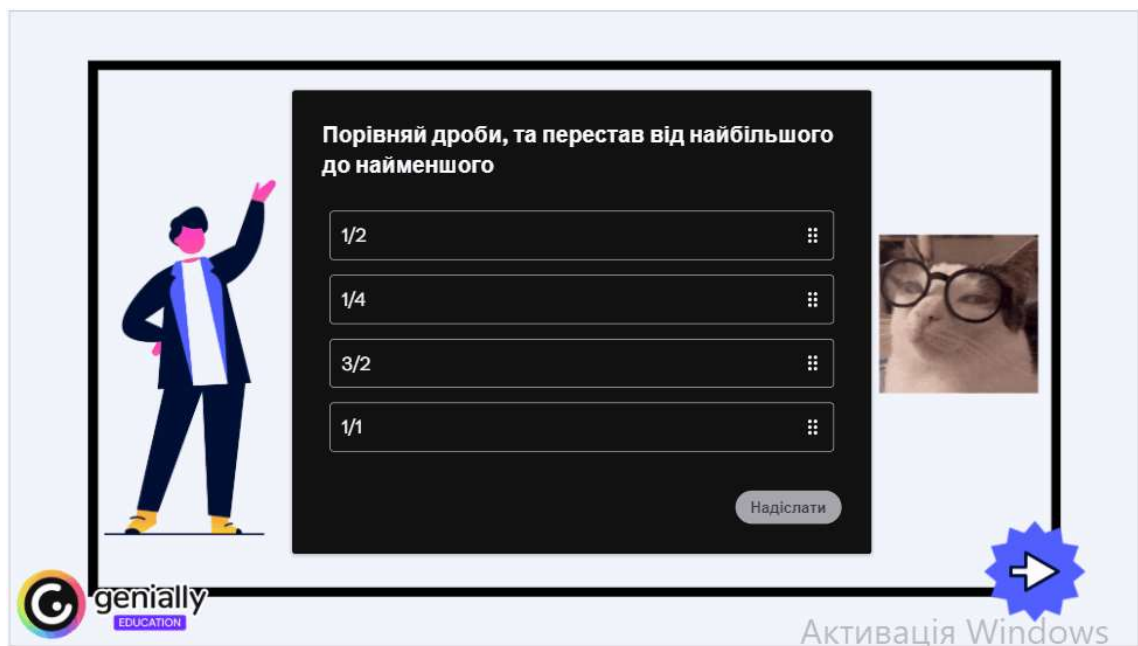 Порівняй дроби, та перестав від найбільшого
до найменшого
1/2
1/4
3/2
1/1
Надіслати
genially
EDUCATION
Активація Windows